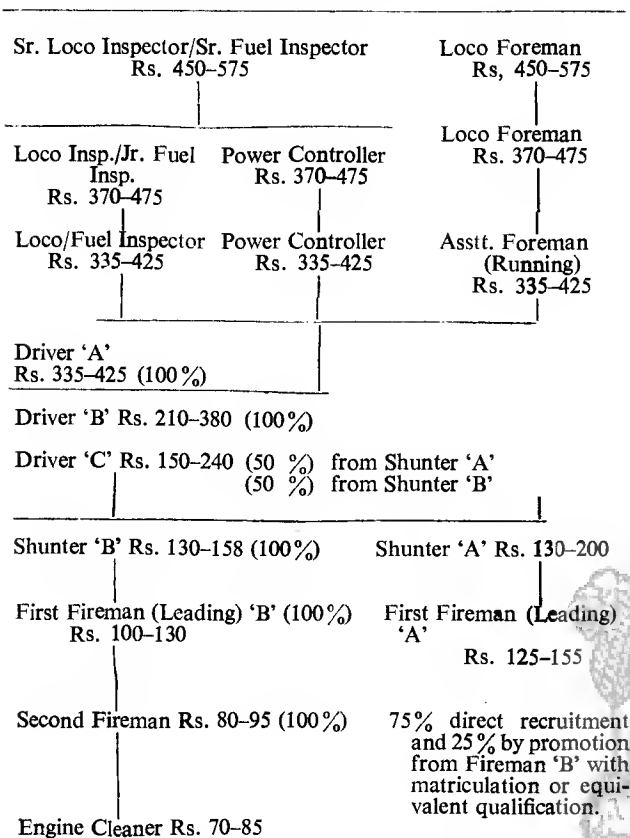 Sr. Loco Inspector/Sr. Fuel Inspector
Rs. 450–575
Loco Foreman
Rs, 450–575
Loco Insp./Jr. Fuel
Insp.
Rs. 370–475
Power Controller
Rs. 370–475
Loco Foreman
Rs. 370–475
Loco/Fuel Inspector
Rs. 335–425
Power Controller
Rs. 335–425
Asstt. Foreman
(Running)
Rs. 335–425
Driver ‘A’
Rs. 335–425 (100%)
Driver ‘B’ Rs. 210–380 (100%)
Driver ‘C’ Rs. 150–240 (50 %) from Shunter ‘A’
(50 %) from Shunter ‘B’
Shunter ‘B’ Rs. 130–158 (100%)
Shunter ‘A’ Rs. 130–200
First Fireman (Leading) ‘B’ (100%)
Rs. 100–130
First Fireman (Leading)
‘A’
Rs. 125–155
Second Fireman Rs. 80–95 (100%)
75% direct recruitment
and 25% by promotion
from Fireman ‘B’ with
matriculation or equi-
valent qualification.
Engine Cleaner Rs. 70–85